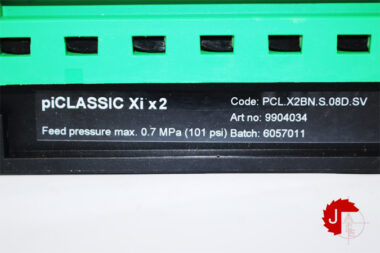 piCLASSIC Xi x2
Code: PCL.X2BN.S.08D.SV
Art no: 9904034
Feed pressure max. 0.7 MPa (101 psi) Batch: 6057011
J